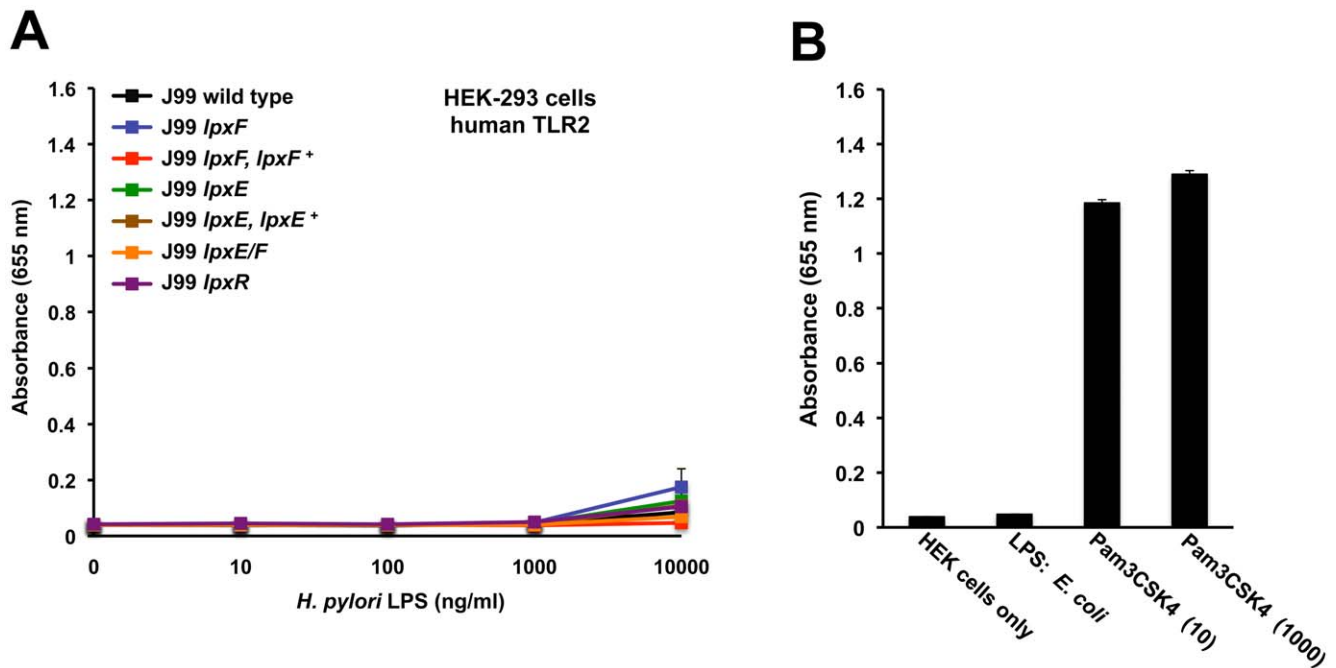 A
Absorbance (655 nm)
1.6
1.4
1.2
1
0.8
0.6
0.4
0.2
0
J99 wild type
J99 lpxF
J99 lpxF, lpxF +
J99 lpxE
J99 lpxE, lpxE +
J99 lpxE/F
J99 lpxR
HEK-293 cells
human TLR2
0 10 100 1000 10000
H. pylori LPS (ng/ml)
B
Absorbance (655 nm)
1.6
1.4
1.2
1
0.8
0.6
0.4
0.2
0
HEK cells only
LPS: E. coli
Pam3CSK4 (10)
Pam3CSK4 (1000)